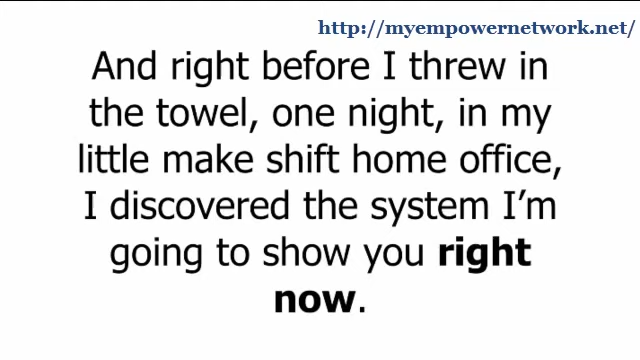 http://myempowernetwork.net/
And right before I threw in
the towel, one night, in my
little make shift home office,
I discovered the system I'm
going to show you right
now.